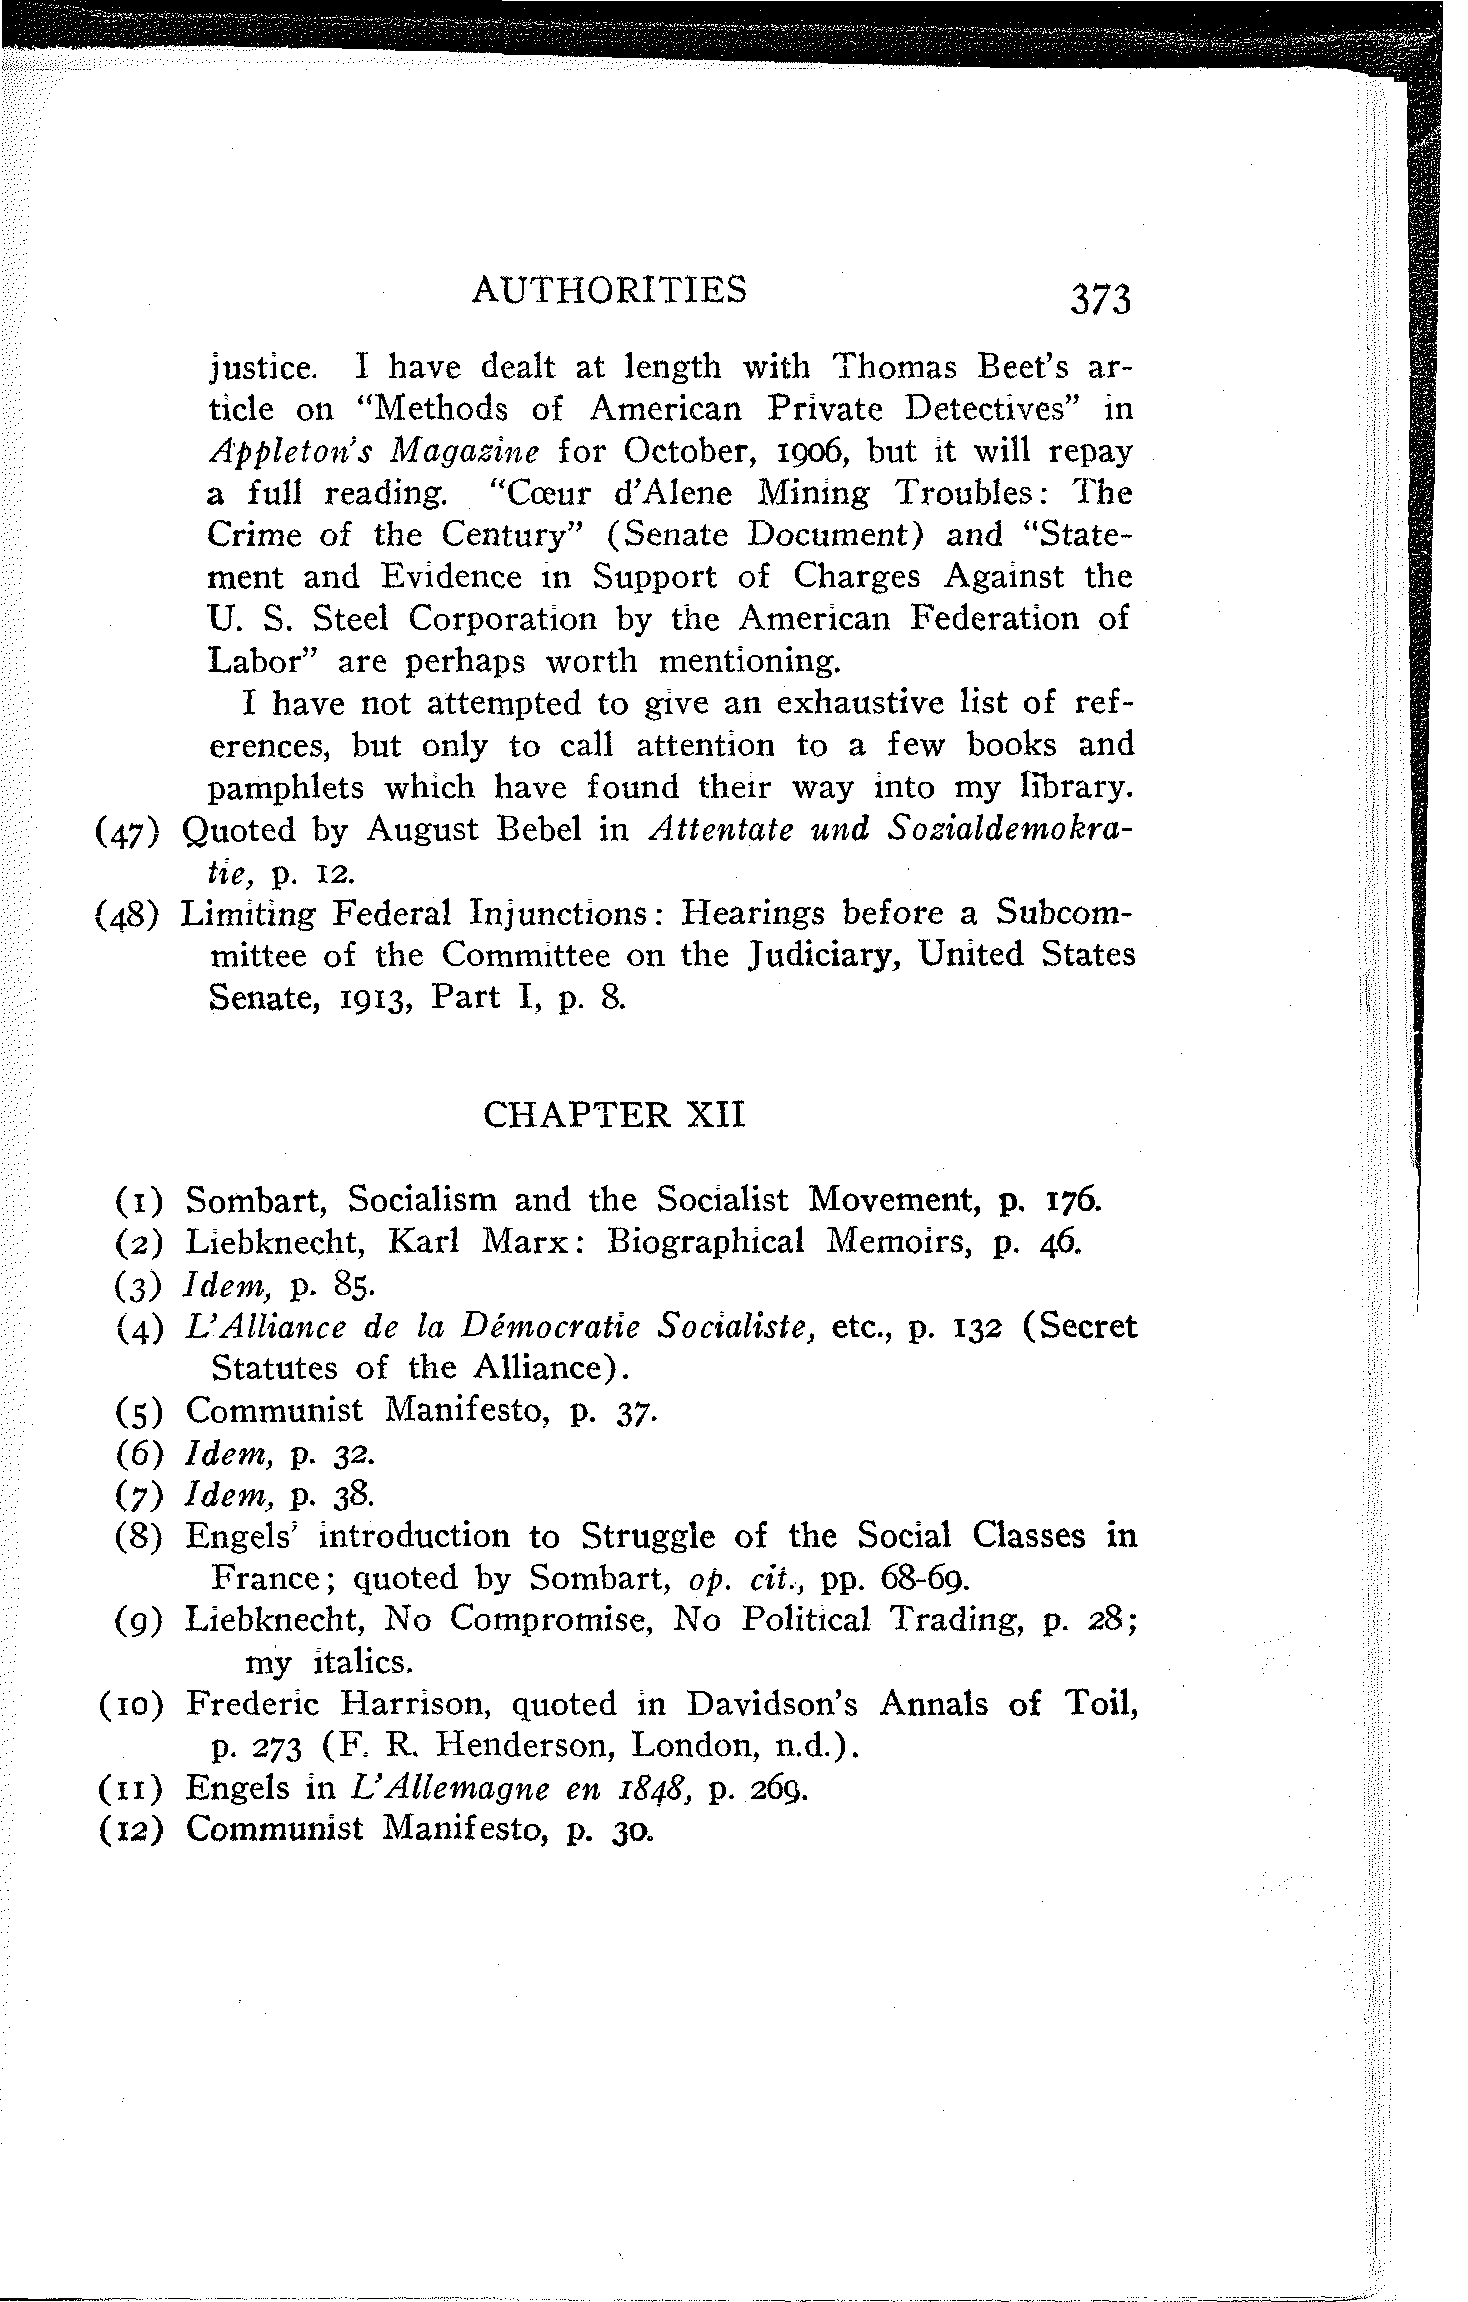 AUTHORITIES 373
justice. I have dealt at length with Thomas Beet's ar-
ticle on "Methods of American Private Detectives" in
Appleton's Magazine for October, 1906, but it will repay
a full reading. "Cœur d'Alene Mining Troubles: The
Crime of the Century" (Senate Document) and "State-
ment and Evidence in Support of Charges Against the
U. S. Steel Corporation by the American Federation of
Labor" are perhaps worth mentioning.
I have not attempted to give an exhaustive list of ref-
erences, but only to call attention to a few books and
pamphlets which have found their way into my library.
(47) Quoted by August Bebel in Attentate und Sozialdemokra-
tie, p. 12.
(48) Limiting Federal Injunctions: Hearings before a Subcom-
mittee of the Committee on the Judiciary, United States
Senate, 1913, Part I, p. 8.
CHAPTER XII
(1) Sombart, Socialism and the Socialist Movement, p. 176.
(2) Liebknecht, Karl Marx: Biographical Memoirs, p. 46.
(3) Idem, p. 85.
(4) L'Alliance de la Démocratie Socialiste, etc., p. 132 (Secret
Statutes of the Alliance).
(5) Communist Manifesto, p. 37.
(6) Idem, p. 32.
(7) Idem, p. 38.
(8) Engels' introduction to Struggle of the Social Classes in
France; quoted by Sombart, op. cit., pp. 68-69.
(9) Liebknecht, No Compromise, No Political Trading, p. 28;
my italics.
(10) Frederic Harrison, quoted in Davidson's Annals of Toil,
p. 273 (F. R. Henderson, London, n.d.).
(11) Engels in L'Allemagne en 1848, p. 269.
(12) Communist Manifesto, p. 30.